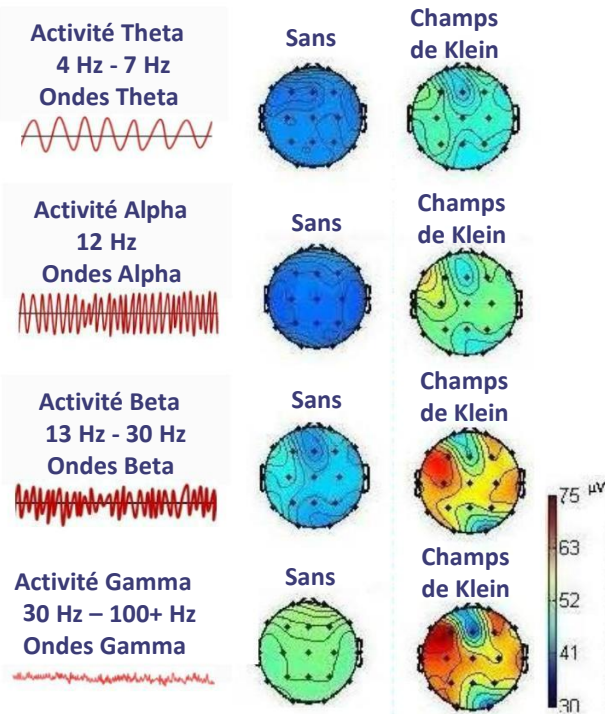 Activité Theta
4 Hz - 7 Hz
Ondes Theta
Sans
Champs
de Klein
Activité Alpha
12 Hz
Ondes Alpha
Sans
Champs
de Klein
Activité Beta
13 Hz - 30 Hz
Ondes Beta
Sans
Champs
de Klein
Activité Gamma
30 Hz – 100+ Hz
Ondes Gamma
Sans
Champs
de Klein
75 µV
63
52
41
30